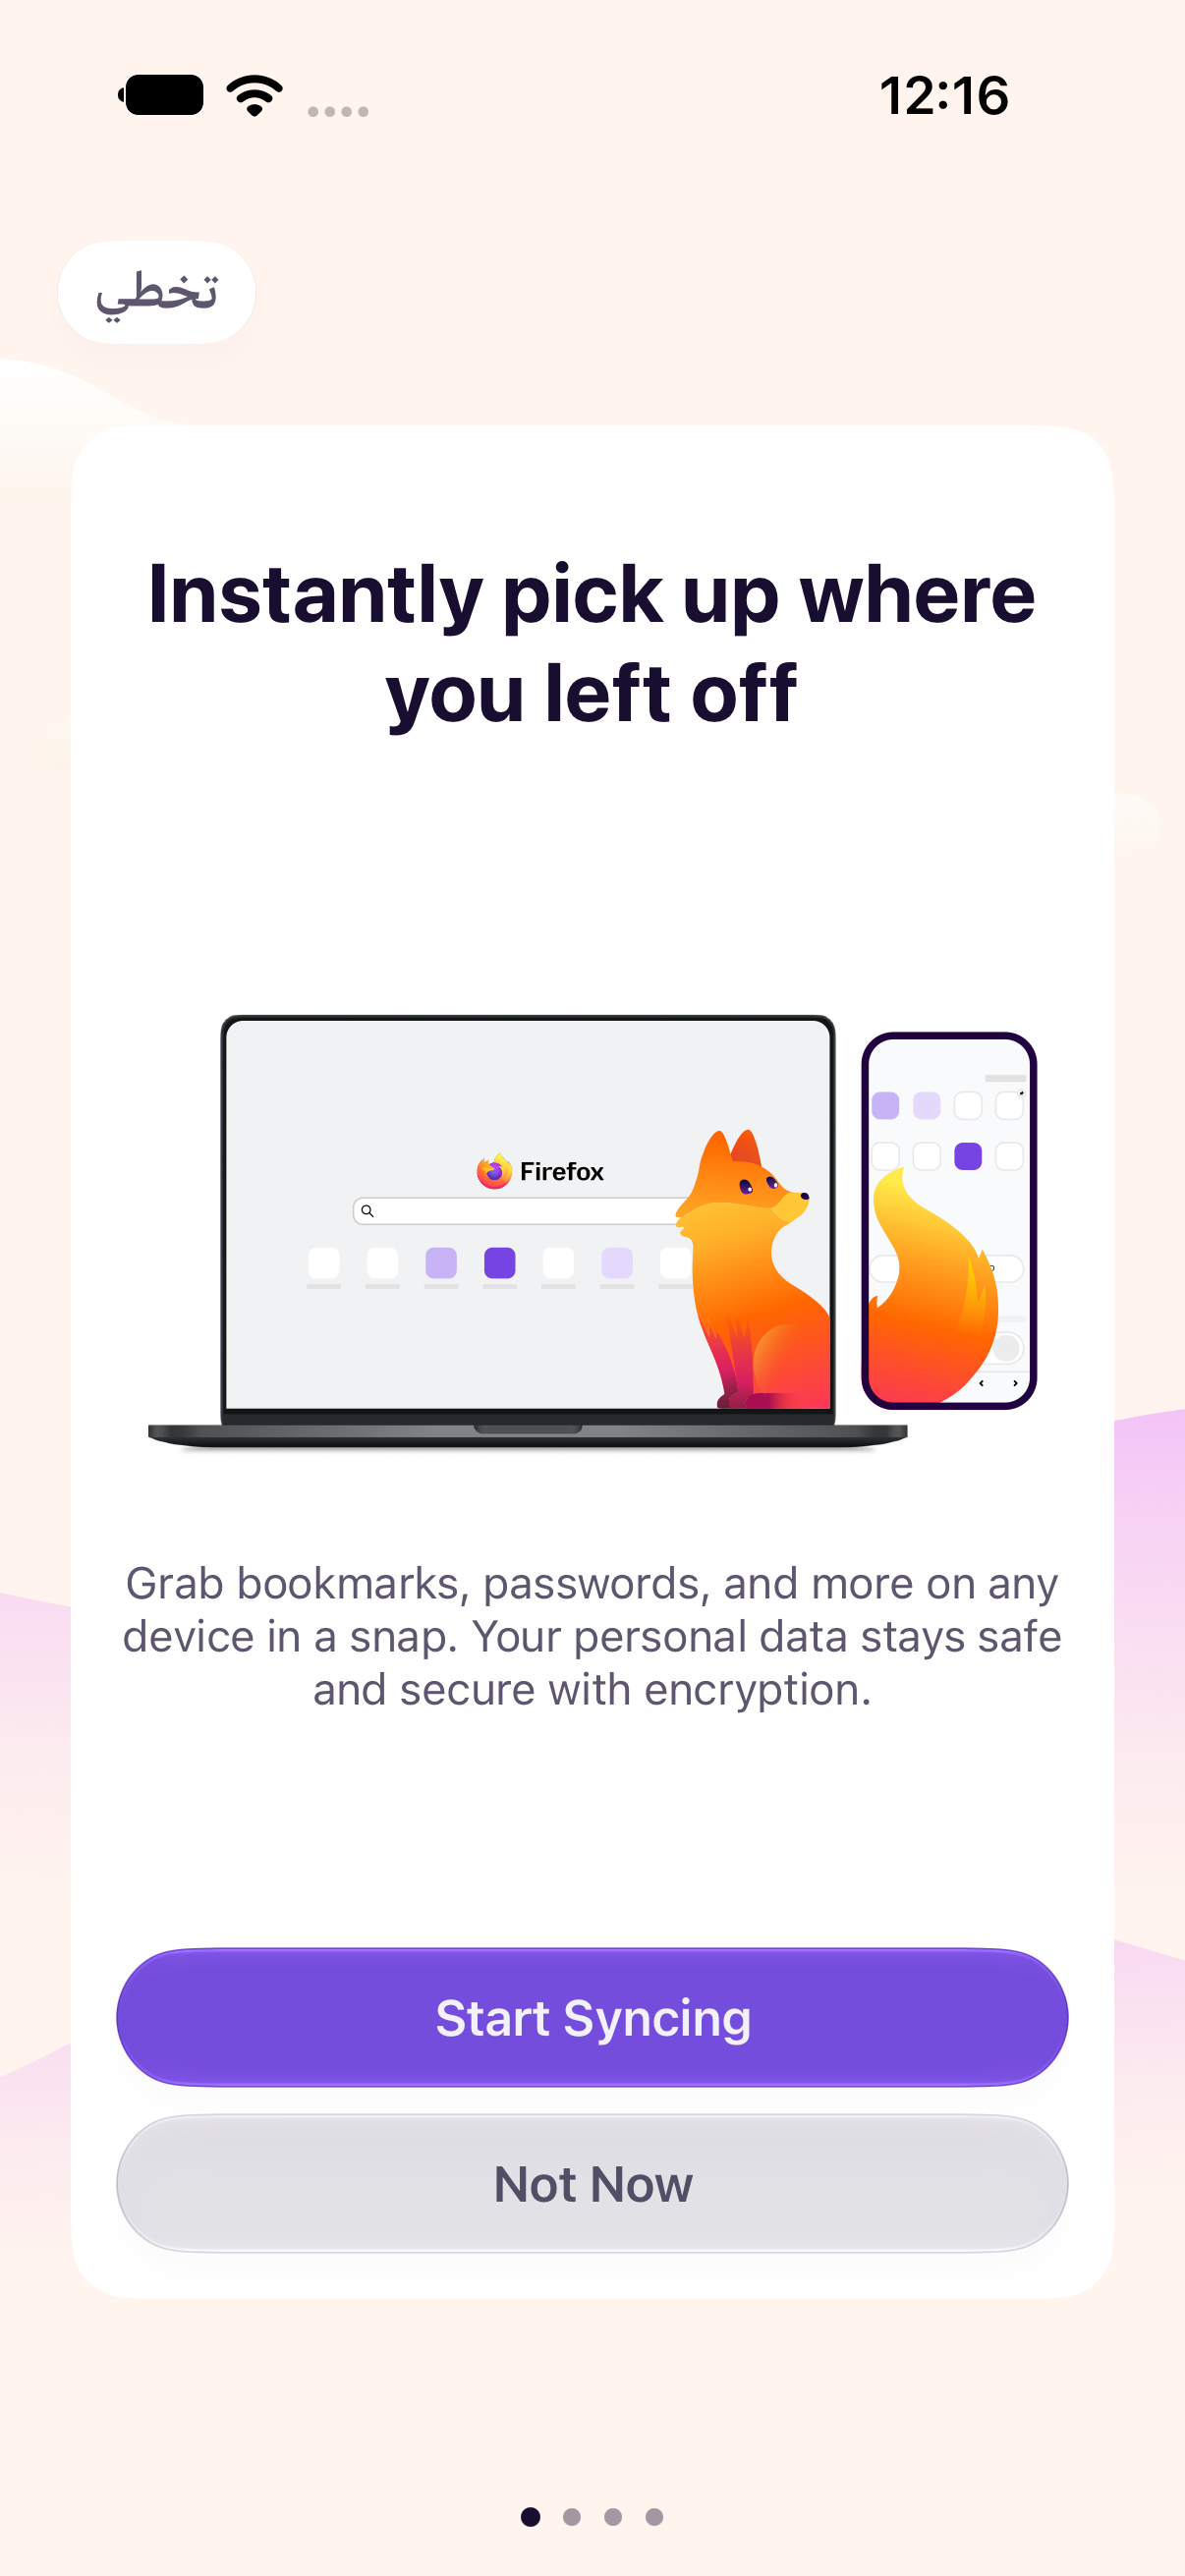 12:16
تخطي
Instantly pick up where
you left off
Firefox
Grab bookmarks, passwords, and more on any
device in a snap. Your personal data stays safe
and secure with encryption.
Start Syncing
Not Now